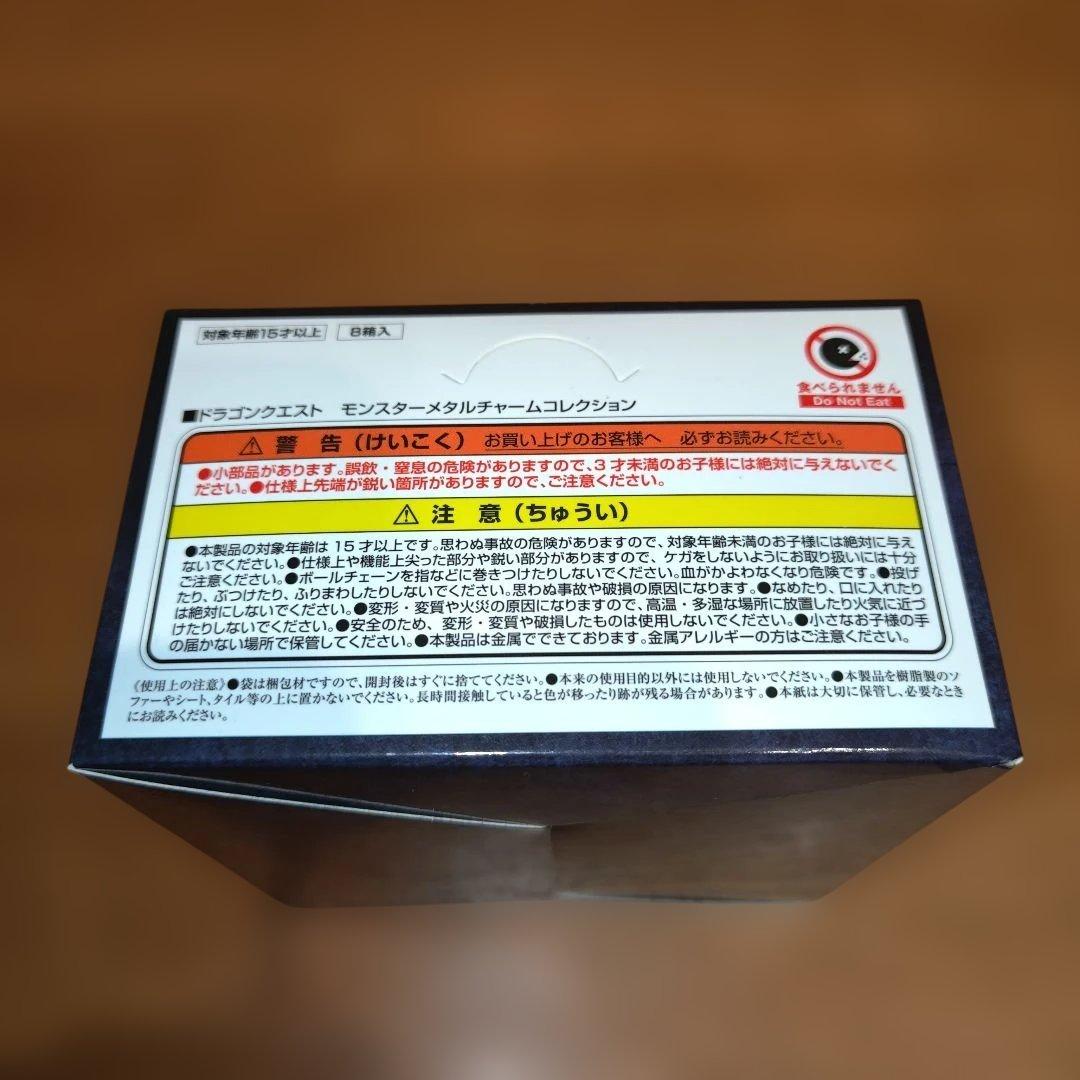 対象年齢15才以上 8箱入
食べられません
Do Not Eat
■ドラゴンクエスト モンスターメタルチャームコレクション
⚠ 警 告（けいこく） お買い上げのお客様へ 必ずお読みください。
●小部品があります。誤飲・窒息の危険がありますので、3才未満のお子様には絶対に与えないでく
ださい。●仕様上先端が鋭い箇所がありますので、ご注意ください。
⚠ 注 意（ちゅうい）
●本製品の対象年齢は15才以上です。思わぬ事故の危険がありますので、対象年齢未満のお子様には絶対に与え
ないでください。●仕様上や機能上尖った部分や鋭い部分がありますので、ケガをしないようにお取り扱いには十分
ご注意ください。●ボールチェーンを指などに巻きつけたりしないでください。血がかよわなくなり危険です。●投げ
たり、ぶつけたり、ふりまわしたりしないでください。思わぬ事故や破損の原因になります。●なめたり、口に入れたり
は絶対にしないでください。●変形・変質や火災の原因になりますので、高温・多湿な場所に放置したり火気に近づ
けたりしないでください。●安全のため、変形・変質や破損したものは使用しないでください。●小さなお子様の手
の届かない場所で保管してください。●本製品は金属でできております。金属アレルギーの方はご注意ください。
《使用上の注意》●袋は梱包材ですので、開封後はすぐに捨ててください。●本来の使用目的以外には使用しないでください。●本製品を樹脂製のソ
ファーやシート、タイル等の上に置かないでください。長時間接触していると色が移ったり跡が残る場合があります。●本紙は大切に保管し、必要なとき
にお読みください。